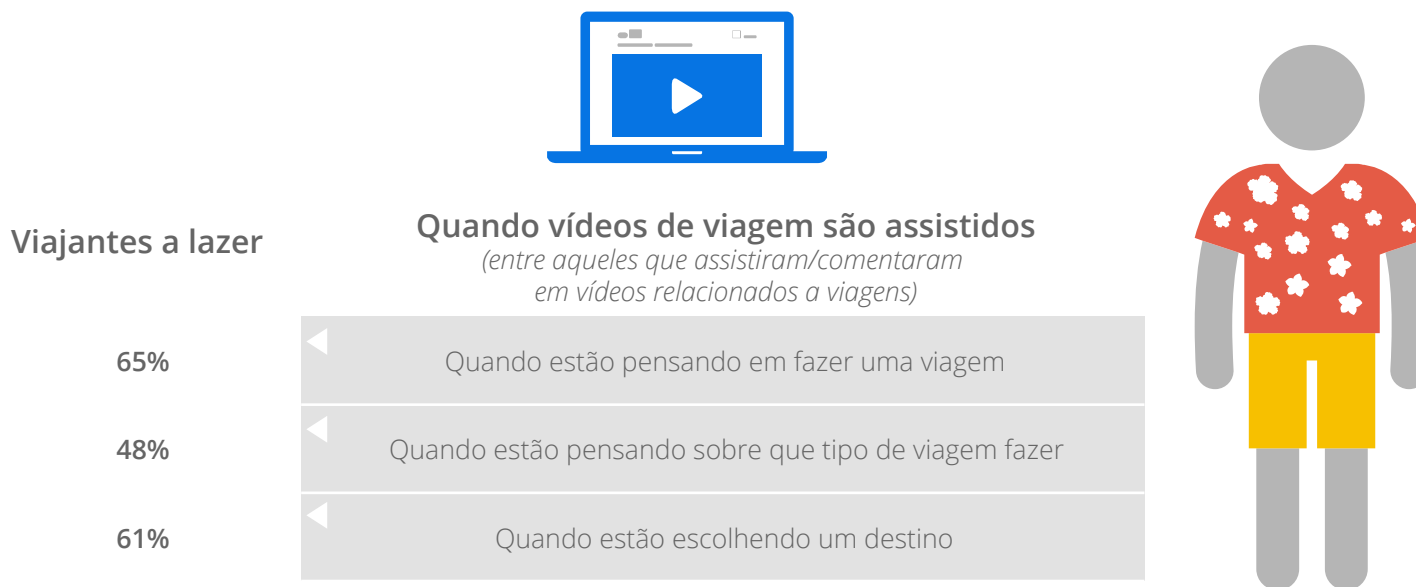 Viajantes a lazer
Quando vídeos de viagem são assistidos
(entre aqueles que assistiram/comentaram
em vídeos relacionados a viagens)
65%
Quando estão pensando em fazer uma viagem
48%
Quando estão pensando sobre que tipo de viagem fazer
61%
Quando estão escolhendo um destino